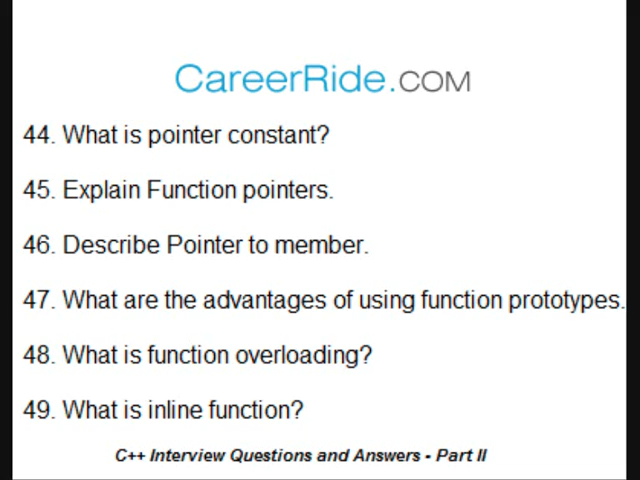 CareerRide.COM
44. What is pointer constant?
45. Explain Function pointers.
46. Describe Pointer to member.
47. What are the advantages of using function prototypes.
48. What is function overloading?
49. What is inline function?
C++ Interview Questions and Answers - Part II